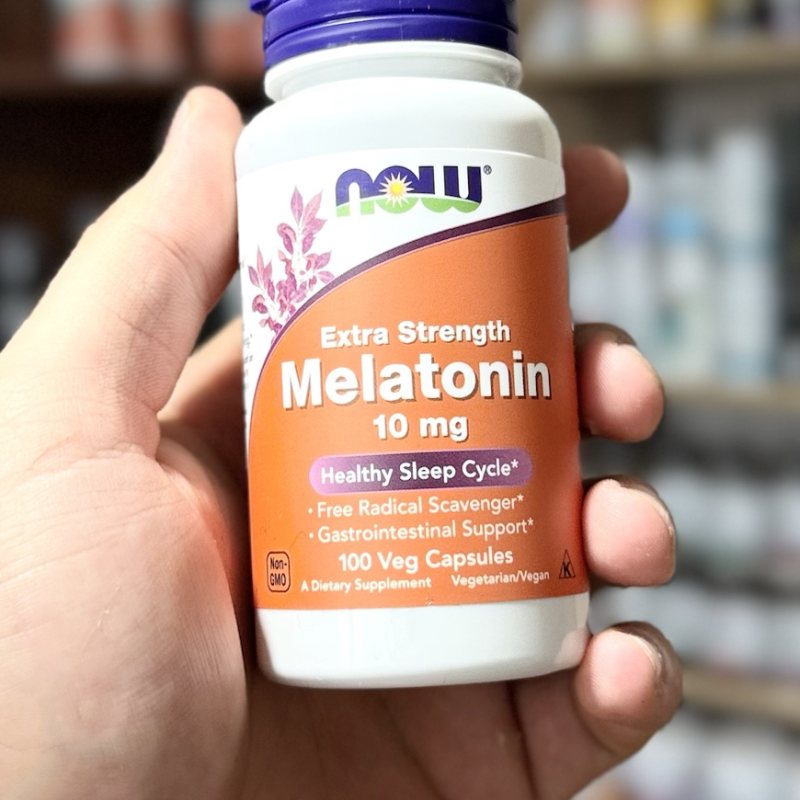 NOW®
Extra Strength
Melatonin
10 mg
Healthy Sleep Cycle*
• Free Radical Scavenger*
• Gastrointestinal Support*
100 Veg Capsules
Non-
GMO
A Dietary Supplement Vegetarian/Vegan
K